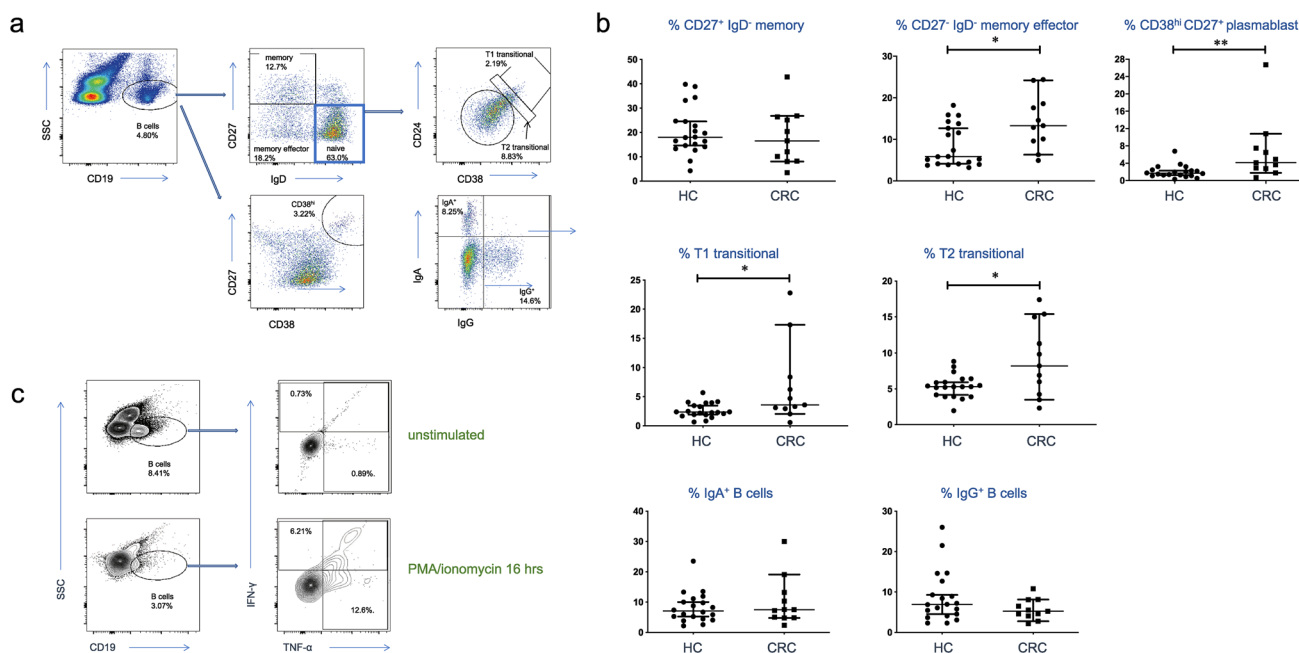 a
SSC
B cells
4.80%
CD19
CD27
memory
12.7%
memory effector
18.2%
naive
63.0%
IgD
CD24
T1 transitional
2.19%
T2 transitional
8.83%
CD38
CD27
CD38hi
3.22%
CD38
IgA
IgA⁺
8.25%
IgG⁺
14.6%
IgG
b
% CD27⁺ IgD⁻ memory
50
40
30
20
10
0
HC
CRC
% CD27⁻ IgD⁻ memory effector
*
30
20
10
0
HC
CRC
% CD38hi CD27⁺ plasmablast
**
28
24
20
16
12
8
4
0
HC
CRC
% T1 transitional
*
25
20
15
10
5
0
HC
CRC
% T2 transitional
*
20
15
10
5
0
HC
CRC
% IgA⁺ B cells
40
30
20
10
0
HC
CRC
% IgG⁺ B cells
30
20
10
0
HC
CRC
c
SSC
B cells
8.41%
0.73%
0.89%.
unstimulated
B cells
3.07%
CD19
IFN-γ
6.21%
12.6%.
TNF-α
PMA/ionomycin 16 hrs